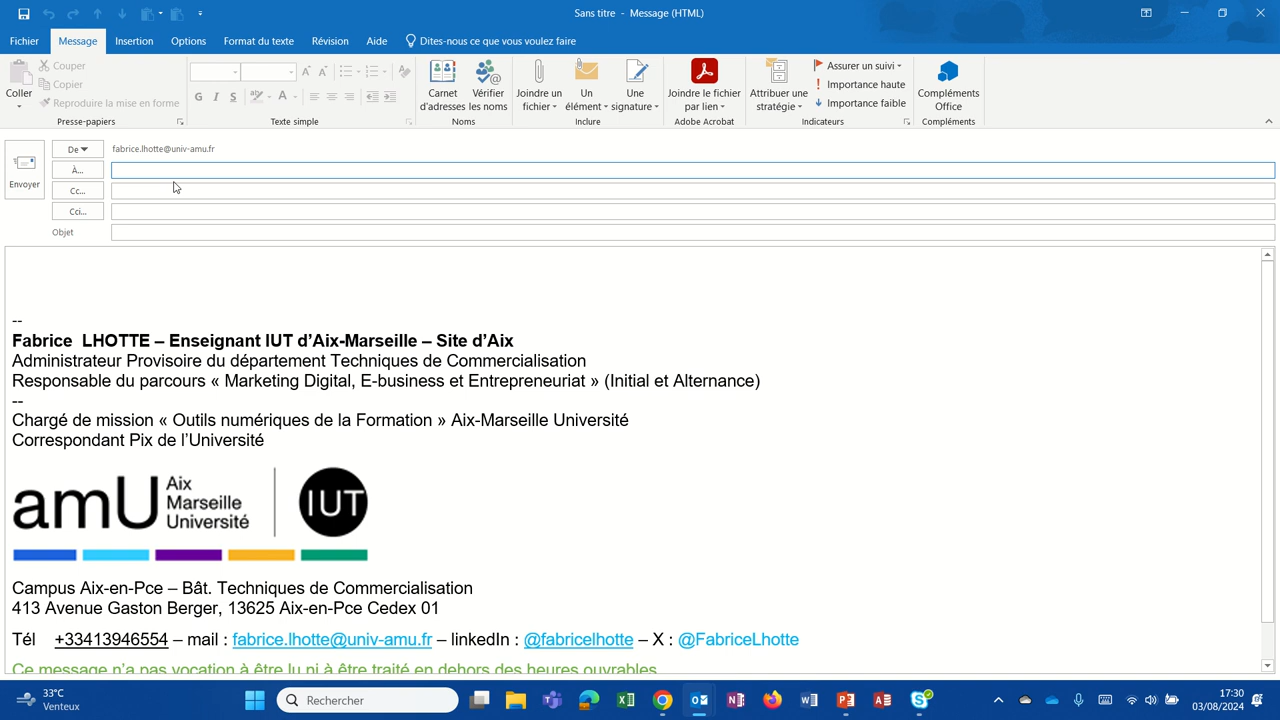 Sans titre - Message (HTML)
Fichier Message Insertion Options Format du texte Révision Aide Dites-nous ce que vous voulez faire
Coller
Couper
Copier
Reproduire la mise en forme
Presse-papiers
G I S A
Texte simple
Carnet d'adresses
Vérifier les noms
Noms
Joindre un fichier
Un élément
Une signature
Inclure
Joindre le fichier par lien
Adobe Acrobat
Attribuer une stratégie
Assurer un suivi
Importance haute
Importance faible
Indicateurs
Compléments Office
Compléments
Envoyer
De fabrice.lhotte@univ-amu.fr
À...
Cc...
Cci...
Objet
--
Fabrice LHOTTE – Enseignant IUT d'Aix-Marseille – Site d'Aix
Administrateur Provisoire du département Techniques de Commercialisation
Responsable du parcours « Marketing Digital, E-business et Entrepreneuriat » (Initial et Alternance)
--
Chargé de mission « Outils numériques de la Formation » Aix-Marseille Université
Correspondant Pix de l'Université
amU Aix Marseille Université IUT
Campus Aix-en-Pce – Bât. Techniques de Commercialisation
413 Avenue Gaston Berger, 13625 Aix-en-Pce Cedex 01
Tél +33413946554 – mail : fabrice.lhotte@univ-amu.fr – linkedIn : @fabricelhotte – X : @FabriceLhotte
Ce message n'a pas vocation à être lu ni à être traité en dehors des heures ouvrables
33°C
Venteux
Rechercher
17:30
03/08/2024